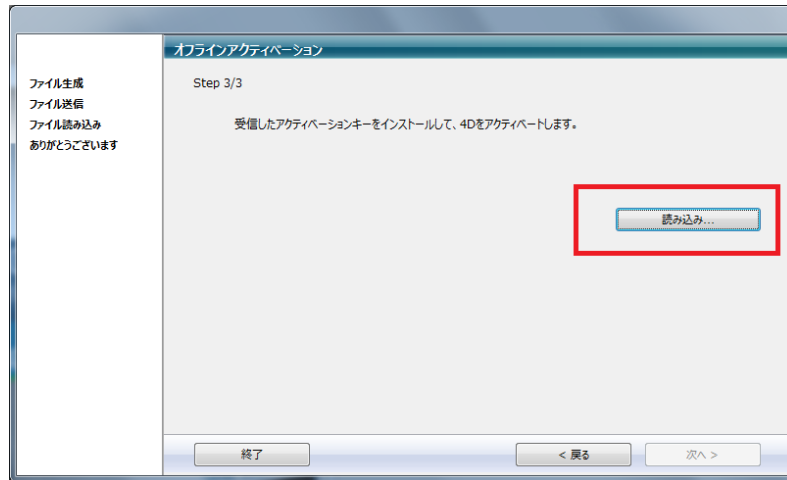 オフラインアクティベーション
ファイル生成
ファイル送信
ファイル読み込み
ありがとうございます
Step 3/3
受信したアクティベーションキーをインストールして、4Dをアクティベートします。
読み込み...
終了
< 戻る
次へ >